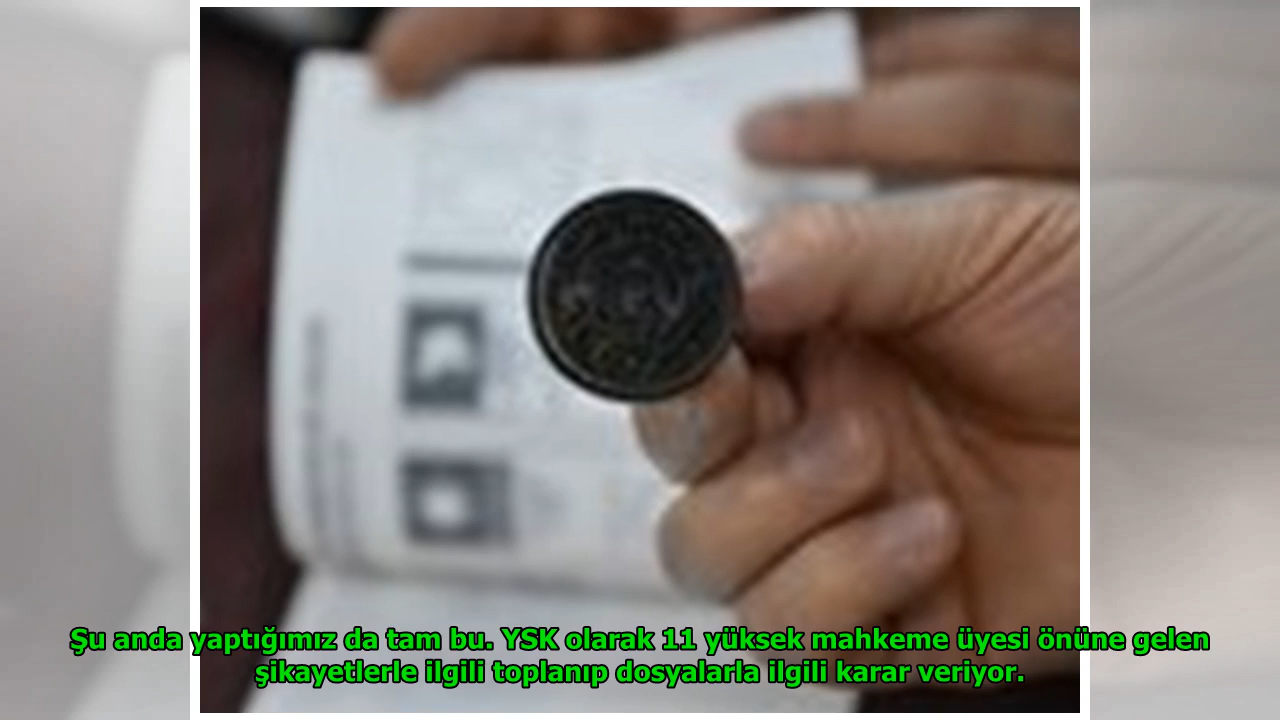 Şu anda yaptığımız da tam bu. YSK olarak 11 yüksek mahkeme üyesi önüne gelen
şikayetlerle ilgili toplanıp dosyalarla ilgili karar veriyor.